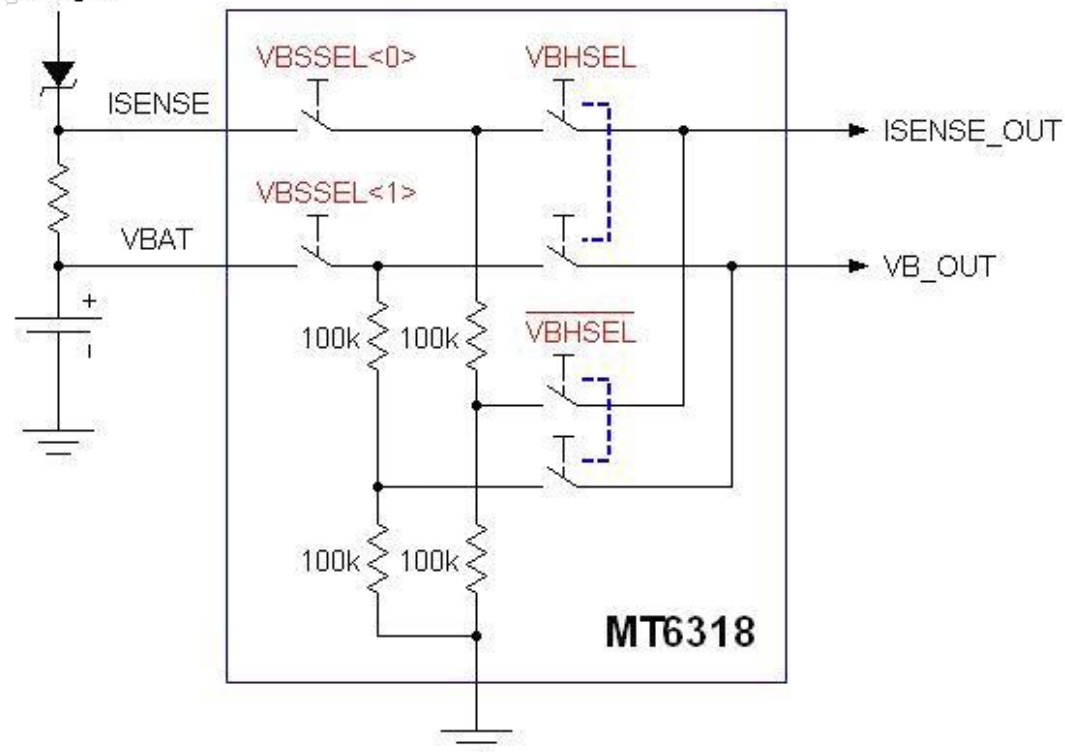 VBSSEL<0>
VBHSEL
ISENSE
ISENSE_OUT
VBSSEL<1>
VBAT
VB_OUT
+
-
100k
100k
VBHSEL
100k
100k
MT6318